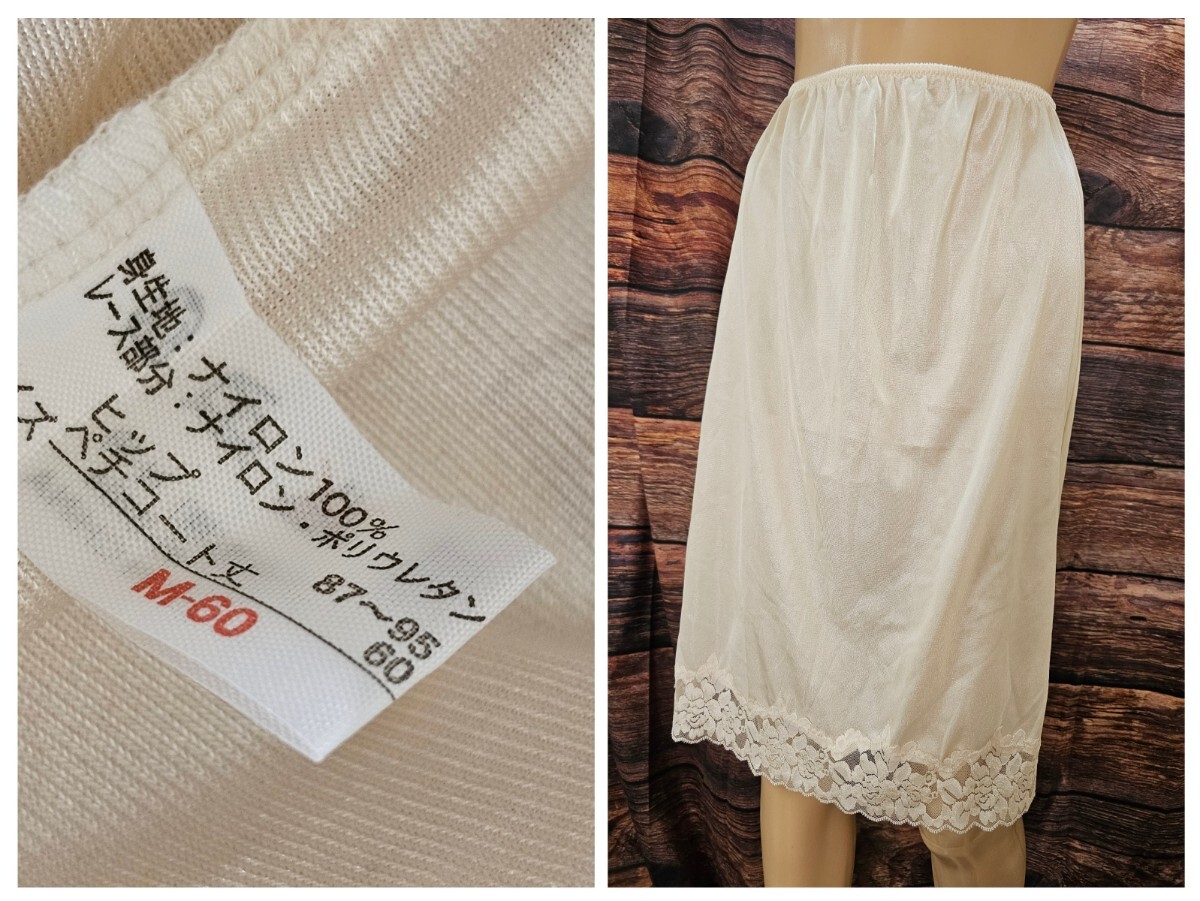 身生地:ナイロン100%
レース部分:ナイロン・ポリウレタン
ヒップ 87〜95
ペチコート丈 60
M-60